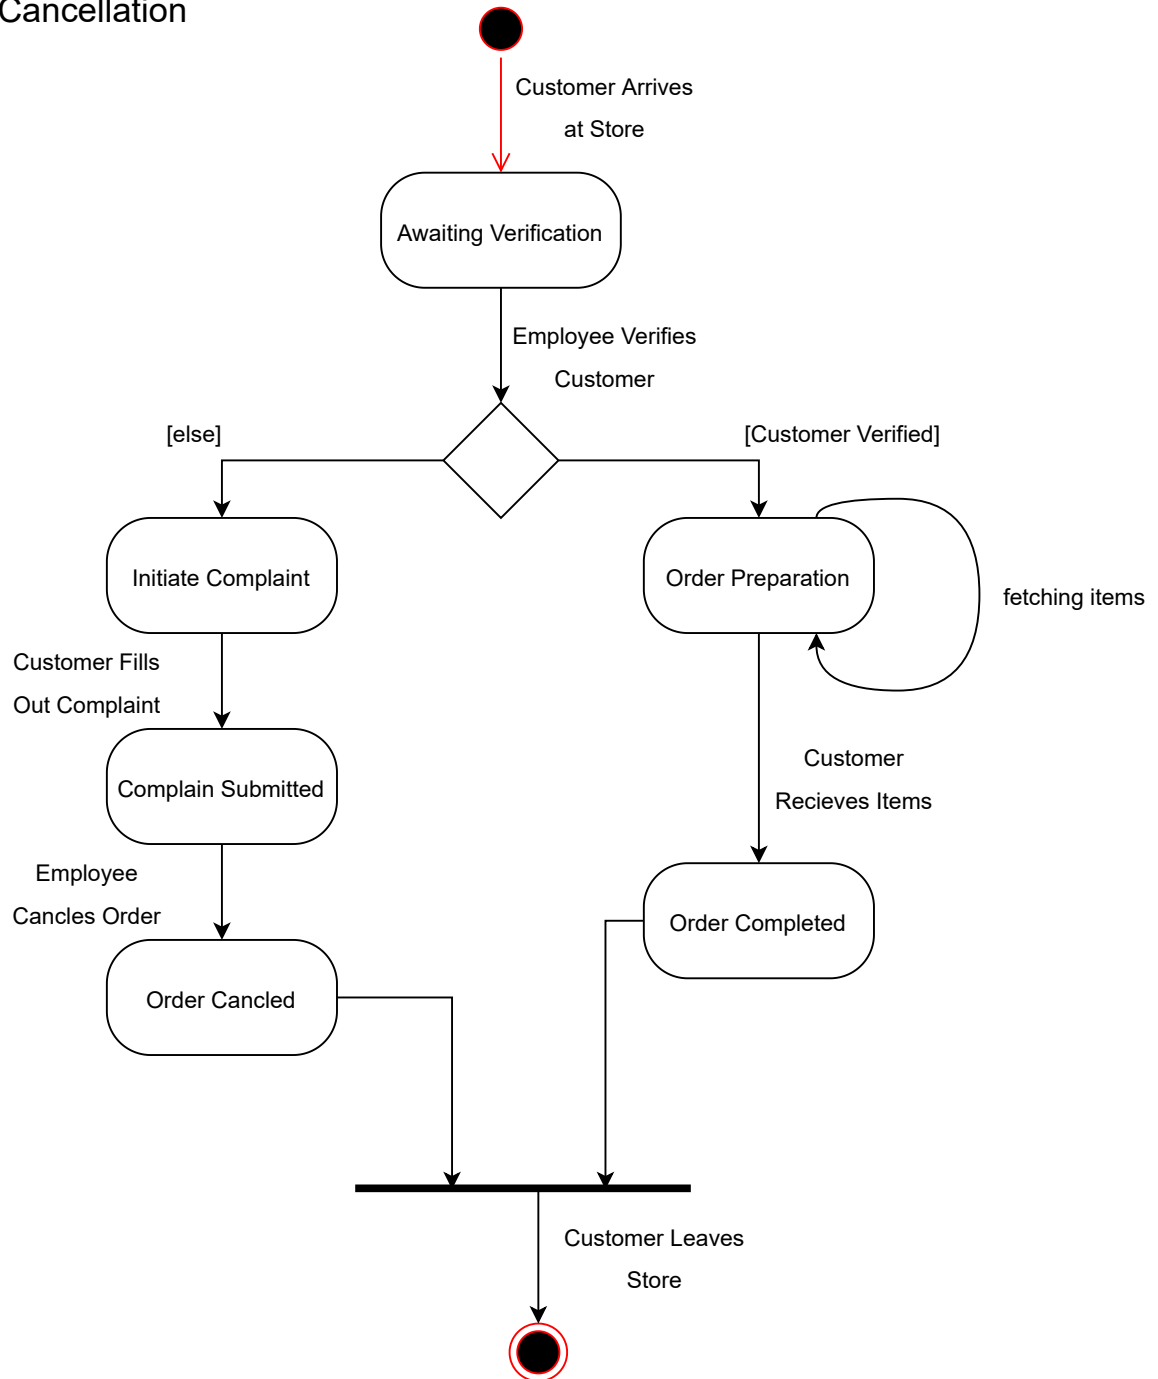 Cancellation
Customer Arrives
at Store
Awaiting Verification
Employee Verifies
Customer
[else]
[Customer Verified]
Initiate Complaint
Order Preparation
fetching items
Customer Fills
Out Complaint
Customer
Recieves Items
Complain Submitted
Employee
Cancles Order
Order Completed
Order Cancled
Customer Leaves
Store